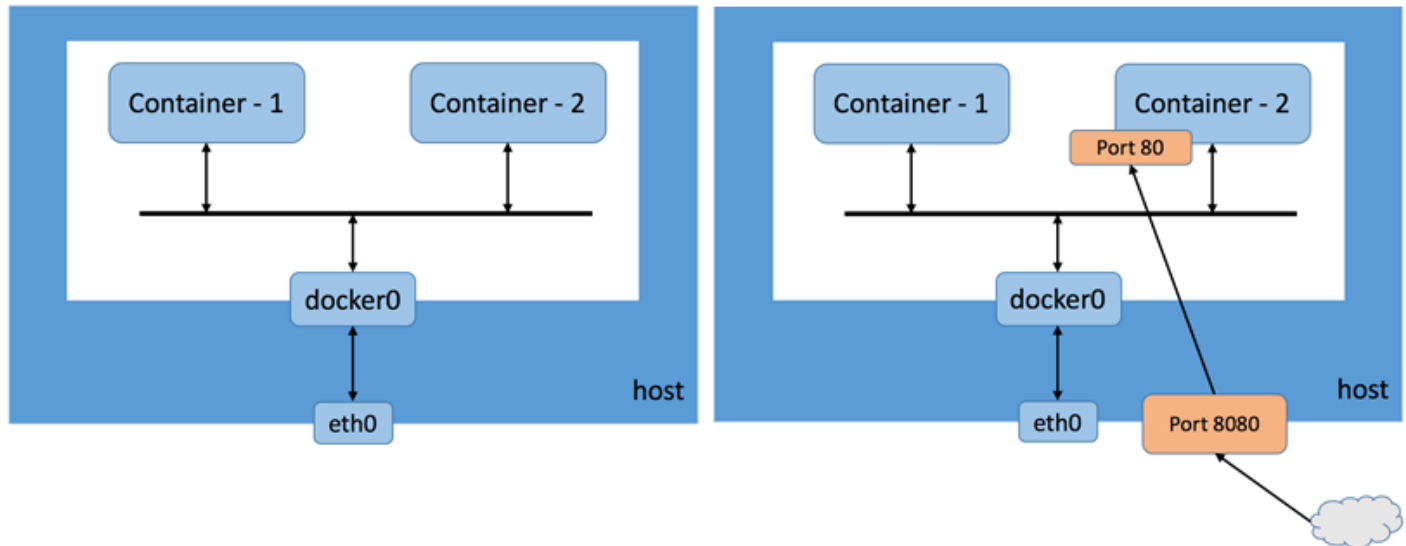 Container - 1
Container - 2
docker0
host
eth0
Container - 1
Container - 2
Port 80
docker0
host
eth0
Port 8080